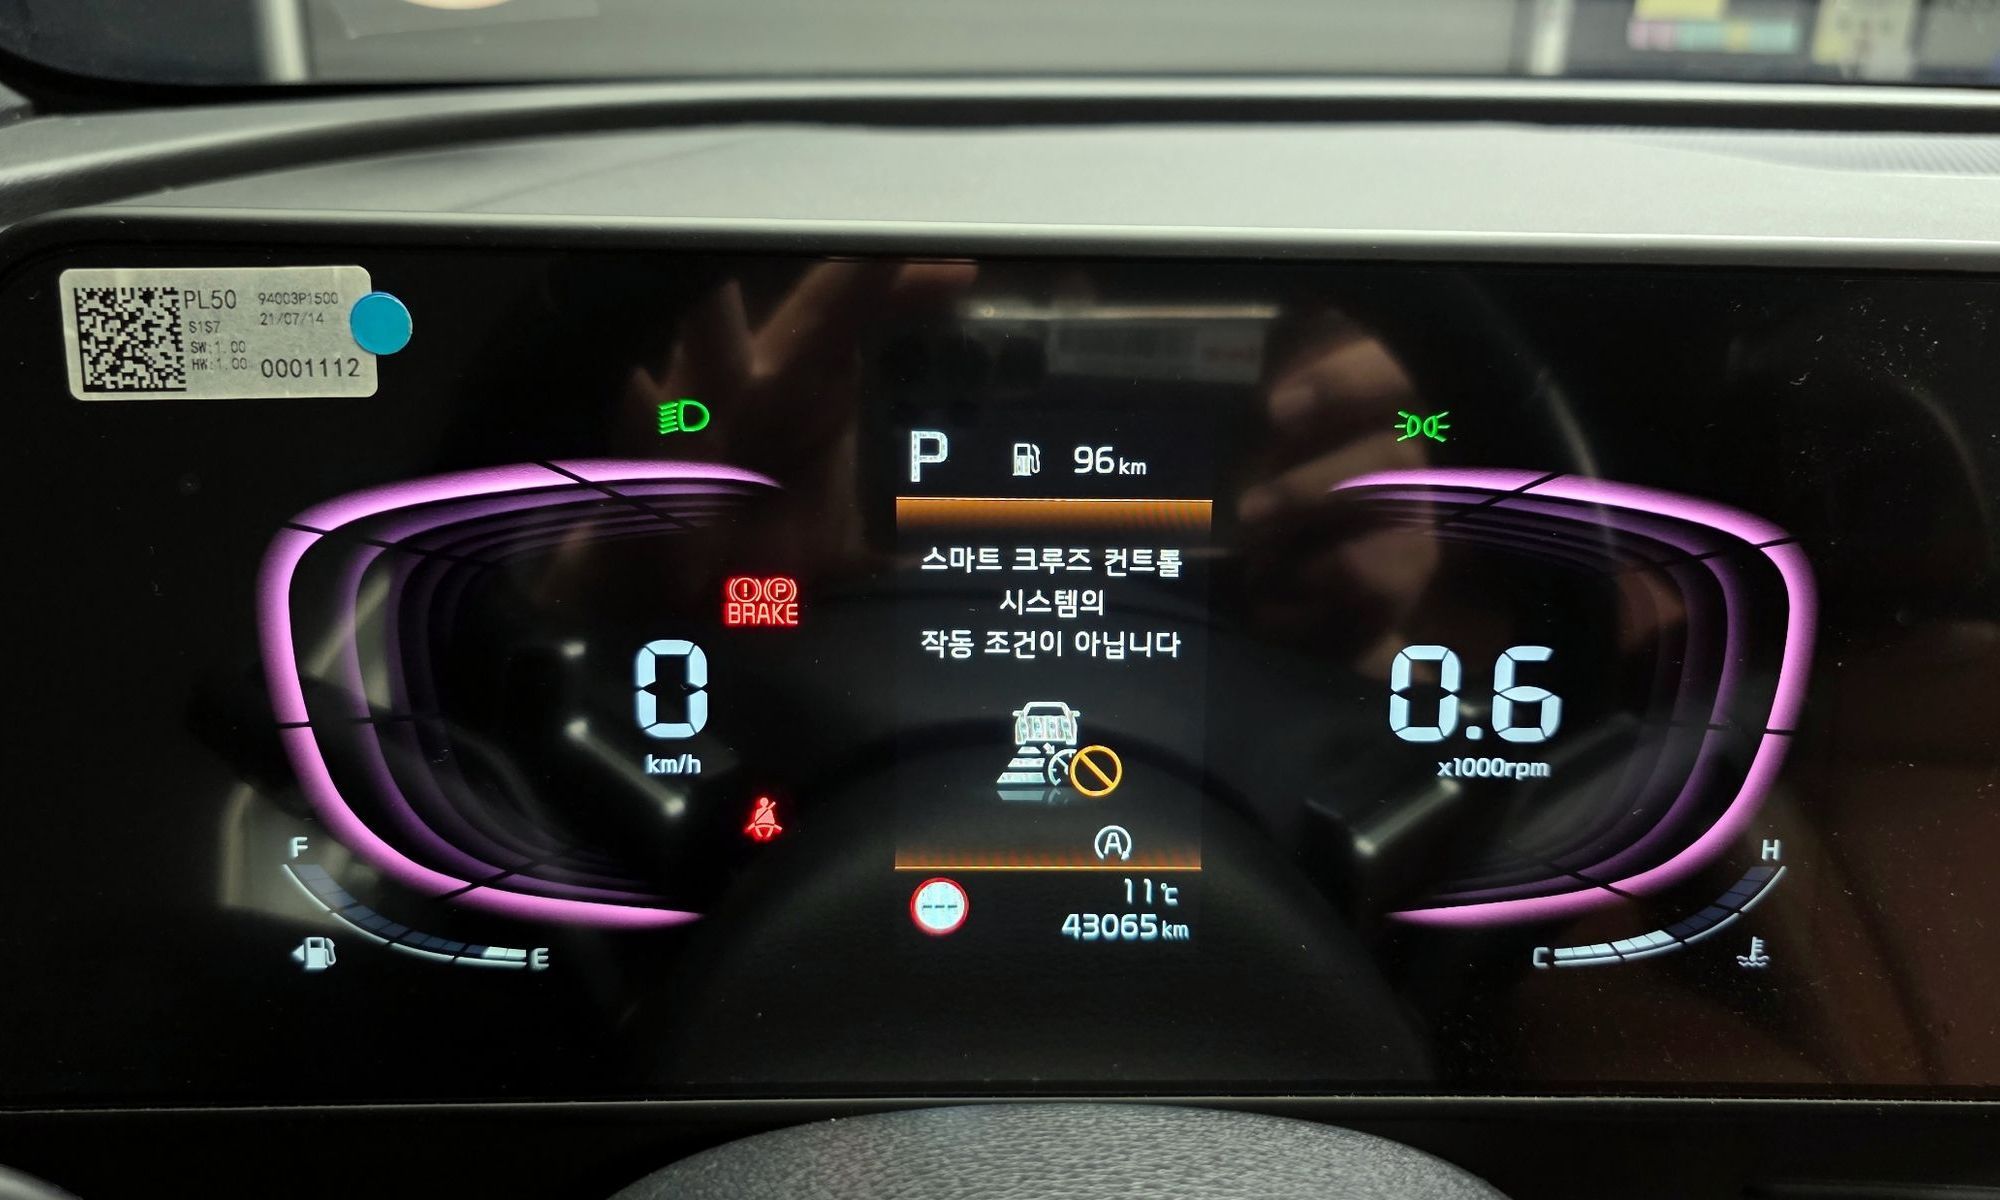 PL50 94003P1500
S1S7 21/07/14
SW:1.00
HW:1.00 0001112
P 96km
스마트 크루즈 컨트롤
시스템의
작동 조건이 아닙니다
(!)(P)
BRAKE
0
km/h
0.6
x1000rpm
A
F
E
H
C
---
11℃
43065km